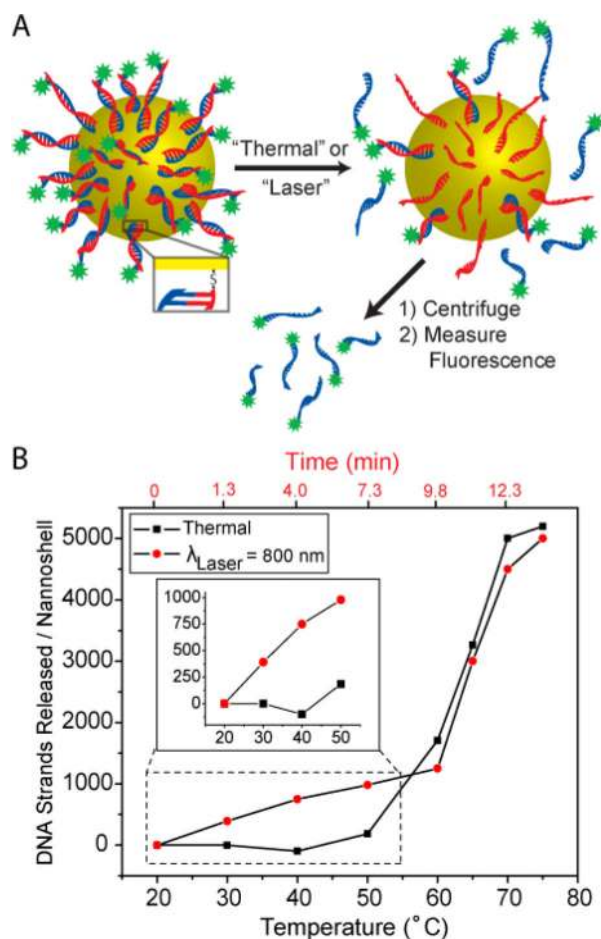 A
"Thermal" or
"Laser"
-S-
1) Centrifuge
2) Measure
Fluorescence
B
Time (min)
0 1.3 4.0 7.3 9.8 12.3
Thermal
λLaser = 800 nm
1000
750
500
250
0
20 30 40 50
5000
4000
3000
2000
1000
0
DNA Strands Released / Nannoshell
20 30 40 50 60 70 80
Temperature (°C)